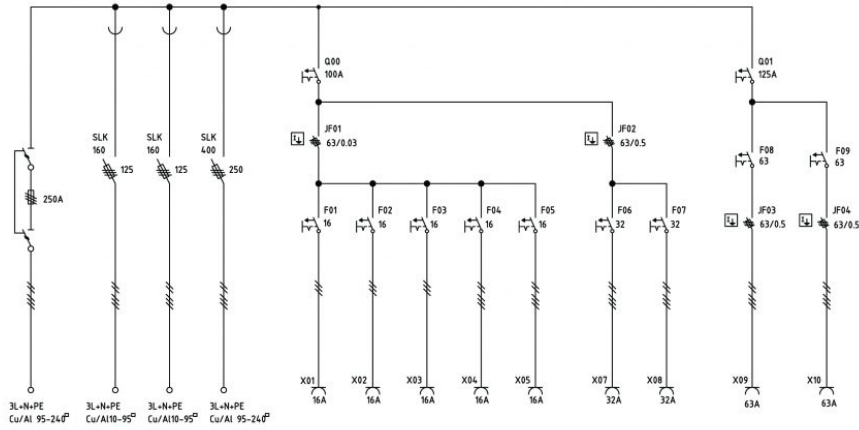 Q00
100A
Q01
125A
SLK
160
125
SLK
160
125
SLK
400
250
250A
JF01
63/0.03
JF02
63/0.5
F08
63
F09
63
F01
16
F02
16
F03
16
F04
16
F05
16
F06
32
F07
32
JF03
63/0.5
JF04
63/0.5
X01
16A
X02
16A
X03
16A
X04
16A
X05
16A
X07
32A
X08
32A
X09
63A
X10
63A
3L+N+PE
Cu/Al 95-240
3L+N+PE
Cu/Al10-95
3L+N+PE
Cu/Al10-95
3L+N+PE
Cu/Al 95-240